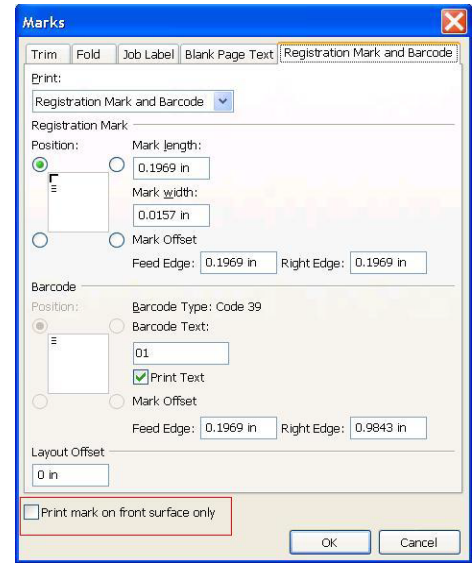 Marks
Trim Fold Job Label Blank Page Text Registration Mark and Barcode
Print:
Registration Mark and Barcode
Registration Mark
Position: Mark length:
0.1969 in
Mark width:
0.0157 in
Mark Offset
Feed Edge: 0.1969 in Right Edge: 0.1969 in
Barcode
Position: Barcode Type: Code 39
Barcode Text:
01
Print Text
Mark Offset
Feed Edge: 0.1969 in Right Edge: 0.9843 in
Layout Offset
0 in
Print mark on front surface only
OK Cancel